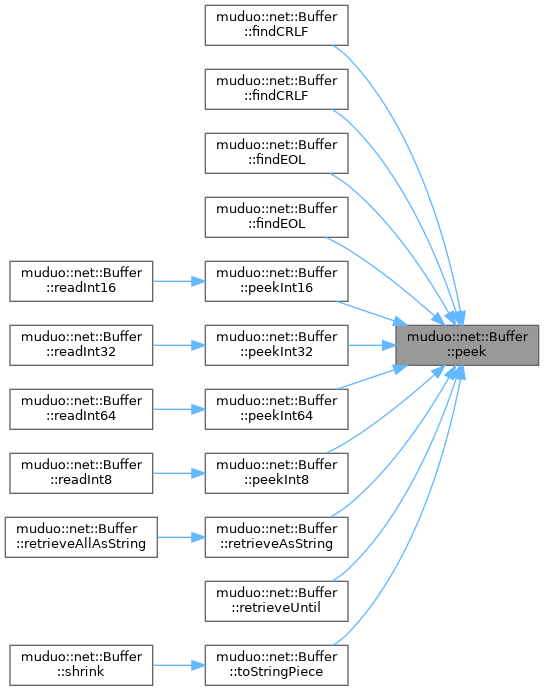 muduo::net::Buffer
::findCRLF
muduo::net::Buffer
::findCRLF
muduo::net::Buffer
::findEOL
muduo::net::Buffer
::findEOL
muduo::net::Buffer
::readInt16
muduo::net::Buffer
::peekInt16
muduo::net::Buffer
::readInt32
muduo::net::Buffer
::peekInt32
muduo::net::Buffer
::peek
muduo::net::Buffer
::readInt64
muduo::net::Buffer
::peekInt64
muduo::net::Buffer
::readInt8
muduo::net::Buffer
::peekInt8
muduo::net::Buffer
::retrieveAllAsString
muduo::net::Buffer
::retrieveAsString
muduo::net::Buffer
::retrieveUntil
muduo::net::Buffer
::shrink
muduo::net::Buffer
::toStringPiece